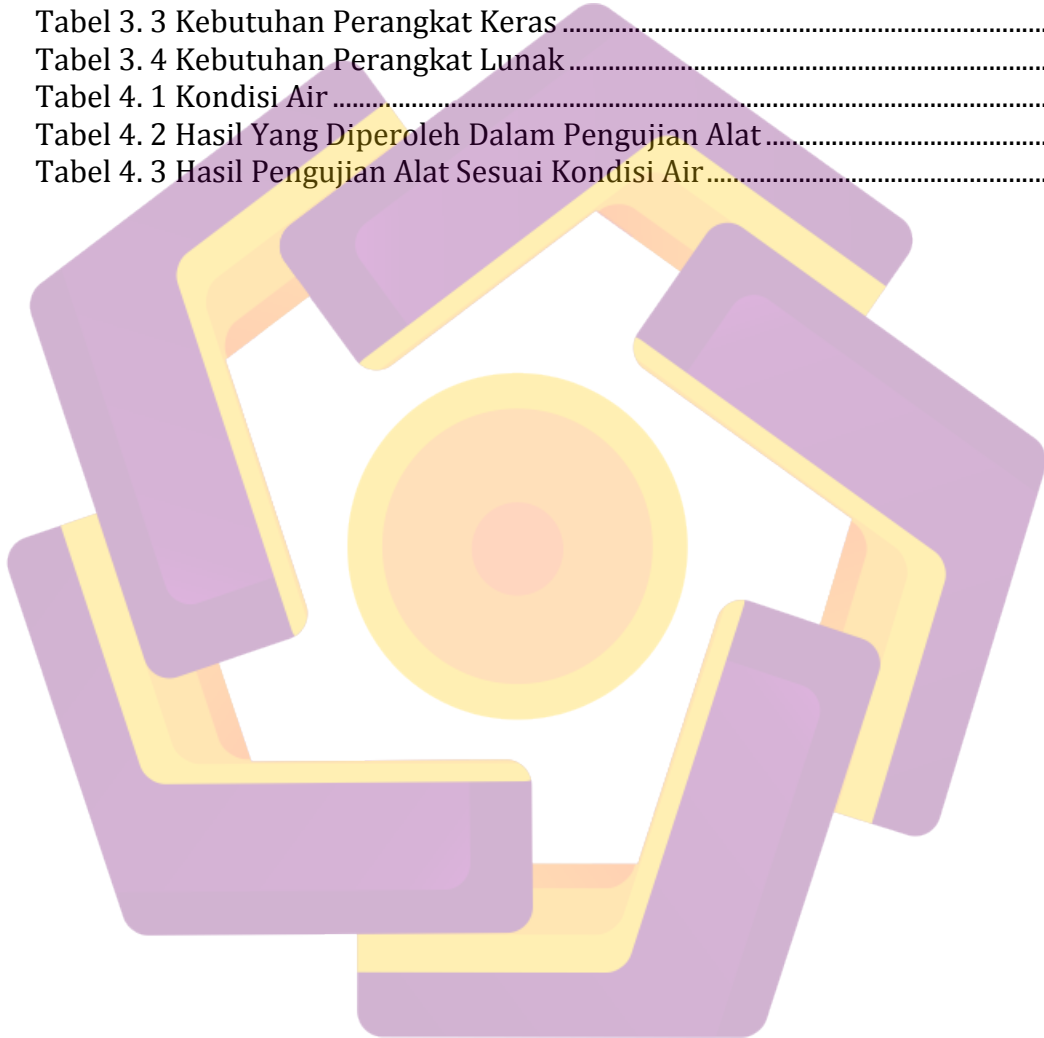 Tabel 3. 3 Kebutuhan Perangkat Keras ........................................................................
Tabel 3. 4 Kebutuhan Perangkat Lunak .......................................................................
Tabel 4. 1 Kondisi Air ..........................................................................................................
Tabel 4. 2 Hasil Yang Diperoleh Dalam Pengujian Alat .........................................
Tabel 4. 3 Hasil Pengujian Alat Sesuai Kondisi Air ..................................................